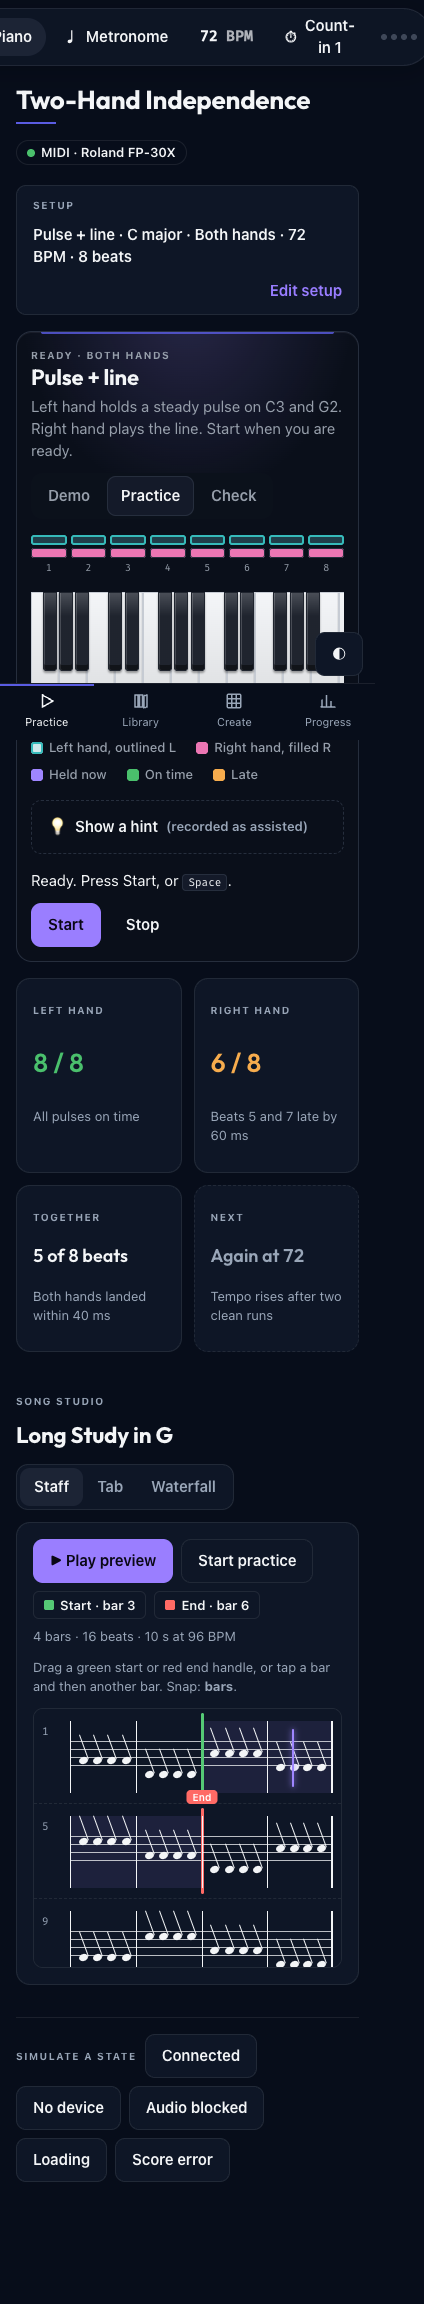 Piano
Metronome
72 BPM
Count-
in 1
Two-Hand Independence
MIDI · Roland FP-30X
SETUP
Pulse + line · C major · Both hands · 72
BPM · 8 beats
Edit setup
READY · BOTH HANDS
Pulse + line
Left hand holds a steady pulse on C3 and G2.
Right hand plays the line. Start when you are
ready.
Demo Practice Check
1 2 3 4 5 6 7 8
Practice Library Create Progress
Left hand, outlined L Right hand, filled R
Held now On time Late
Show a hint (recorded as assisted)
Ready. Press Start, or Space.
Start Stop
LEFT HAND
8 / 8
All pulses on time
RIGHT HAND
6 / 8
Beats 5 and 7 late by
60 ms
TOGETHER
5 of 8 beats
Both hands landed
within 40 ms
NEXT
Again at 72
Tempo rises after two
clean runs
SONG STUDIO
Long Study in G
Staff Tab Waterfall
Play preview Start practice
Start · bar 3 End · bar 6
4 bars · 16 beats · 10 s at 96 BPM
Drag a green start or red end handle, or tap a bar
and then another bar. Snap: bars.
1
End
5
9
SIMULATE A STATE Connected
No device Audio blocked
Loading Score error